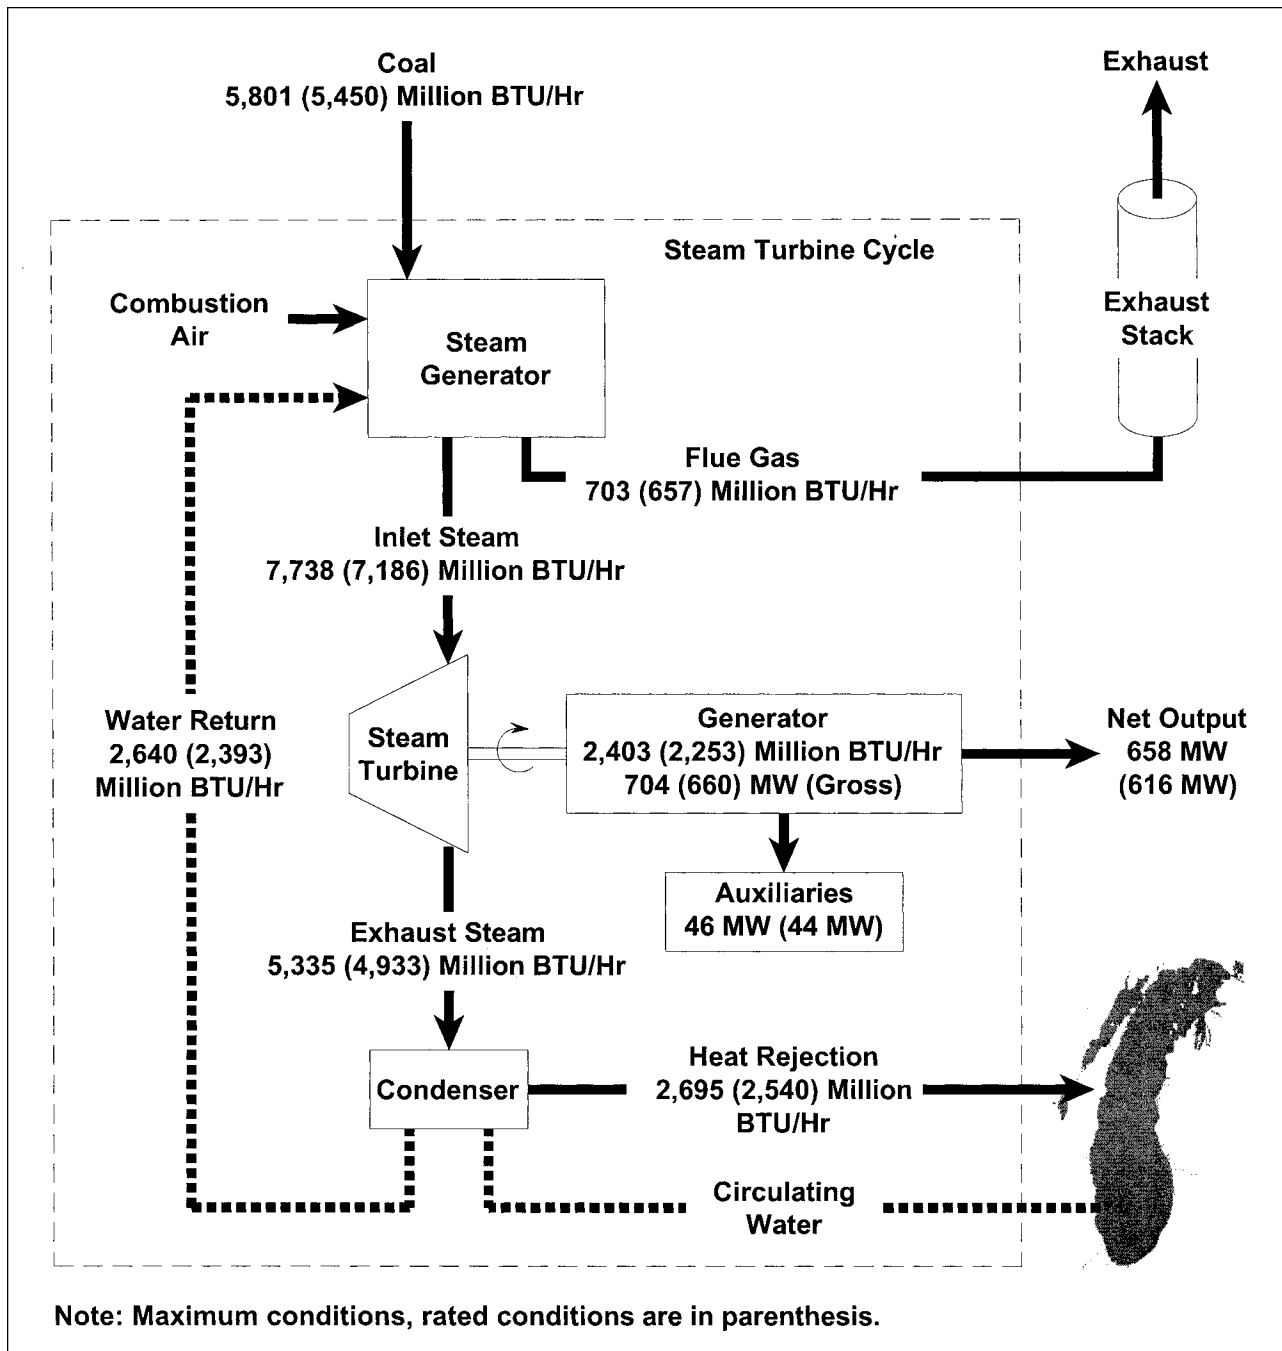 Coal
5,801 (5,450) Million BTU/Hr
Exhaust
Steam Turbine Cycle
Combustion
Air
Steam
Generator
Exhaust
Stack
Flue Gas
703 (657) Million BTU/Hr
Inlet Steam
7,738 (7,186) Million BTU/Hr
Water Return
2,640 (2,393)
Million BTU/Hr
Steam
Turbine
Generator
2,403 (2,253) Million BTU/Hr
704 (660) MW (Gross)
Net Output
658 MW
(616 MW)
Auxiliaries
46 MW (44 MW)
Exhaust Steam
5,335 (4,933) Million BTU/Hr
Condenser
Heat Rejection
2,695 (2,540) Million
BTU/Hr
Circulating
Water
Note: Maximum conditions, rated conditions are in parenthesis.